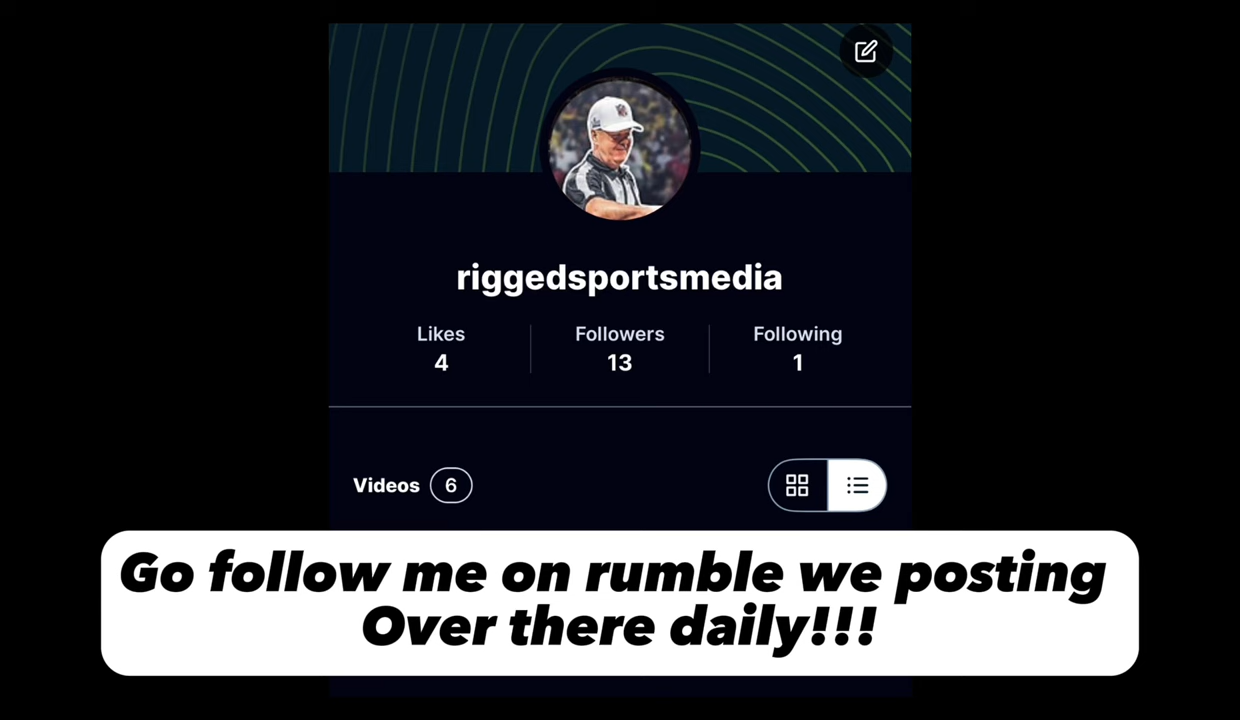 riggedsportsmedia
Likes Followers Following
4 13 1
Videos 6
Go follow me on rumble we posting
Over there daily!!!